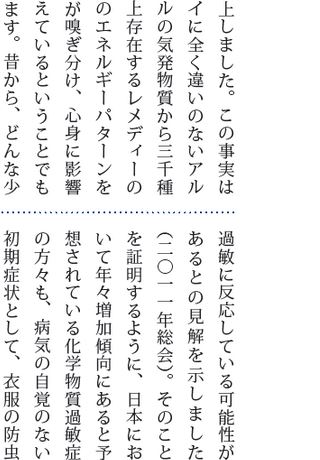 上しました。この事実は
イに全く違いのないアル
ルの気発物質から三千種
上存在するレメディーの
のエネルギーパターンを
が嗅ぎ分け、心身に影響
えているということでも
ます。昔から、どんな少
過敏に反応している可能性が
あるとの見解を示しました
(二〇一一年総会)。そのこと
を証明するように、日本にお
いて年々増加傾向にあると予
想されている化学物質過敏症
の方々も、病気の自覚のない
初期症状として、衣服の防虫